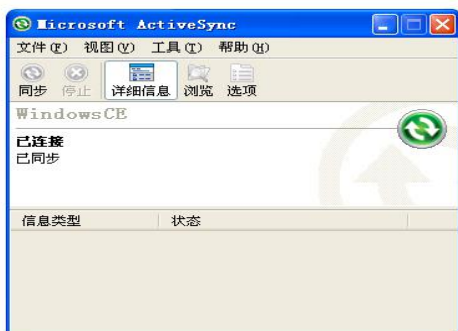 Microsoft ActiveSync
文件(F) 视图(V) 工具(T) 帮助(H)
同步 停止 详细信息 浏览 选项
WindowsCE
已连接
已同步
信息类型 状态